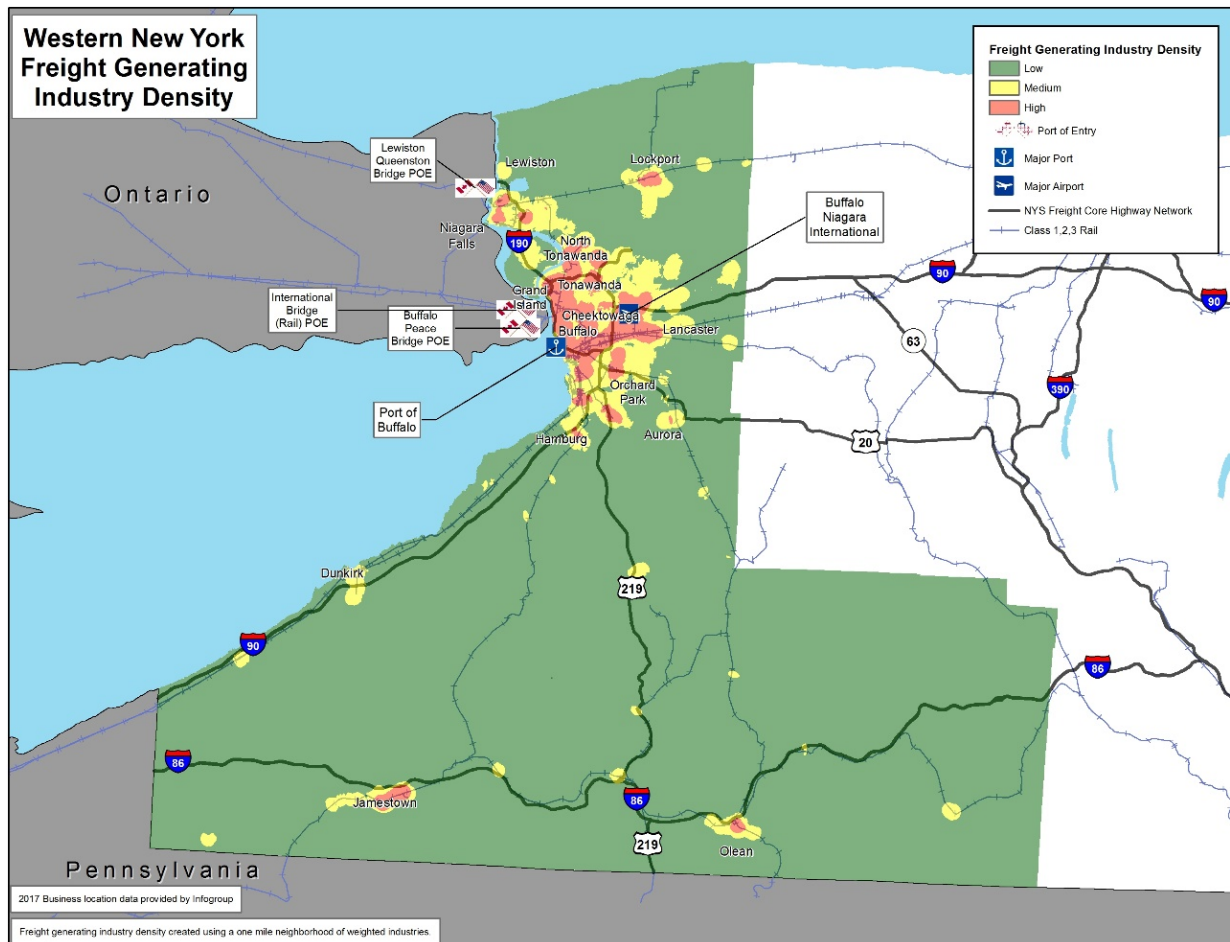 Western New York
Freight Generating
Industry Density
Freight Generating Industry Density
Low
Medium
High
Port of Entry
Major Port
Major Airport
NYS Freight Core Highway Network
Class 1,2,3 Rail
Lewiston
Queenston
Bridge POE
Lewiston
Lockport
Ontario
Buffalo
Niagara
International
Niagara
Falls
190
North
Tonawanda
90
90
Tonawanda
Grand
Island
International
Bridge
(Rail) POE
Buffalo
Peace
Bridge POE
Cheektowaga
Buffalo
Lancaster
63
390
Orchard
Park
Port of
Buffalo
Hamburg
Aurora
20
Dunkirk
219
90
86
86
Jamestown
86
219
Olean
Pennsylvania
2017 Business location data provided by Infogroup
Freight generating industry density created using a one mile neighborhood of weighted industries.